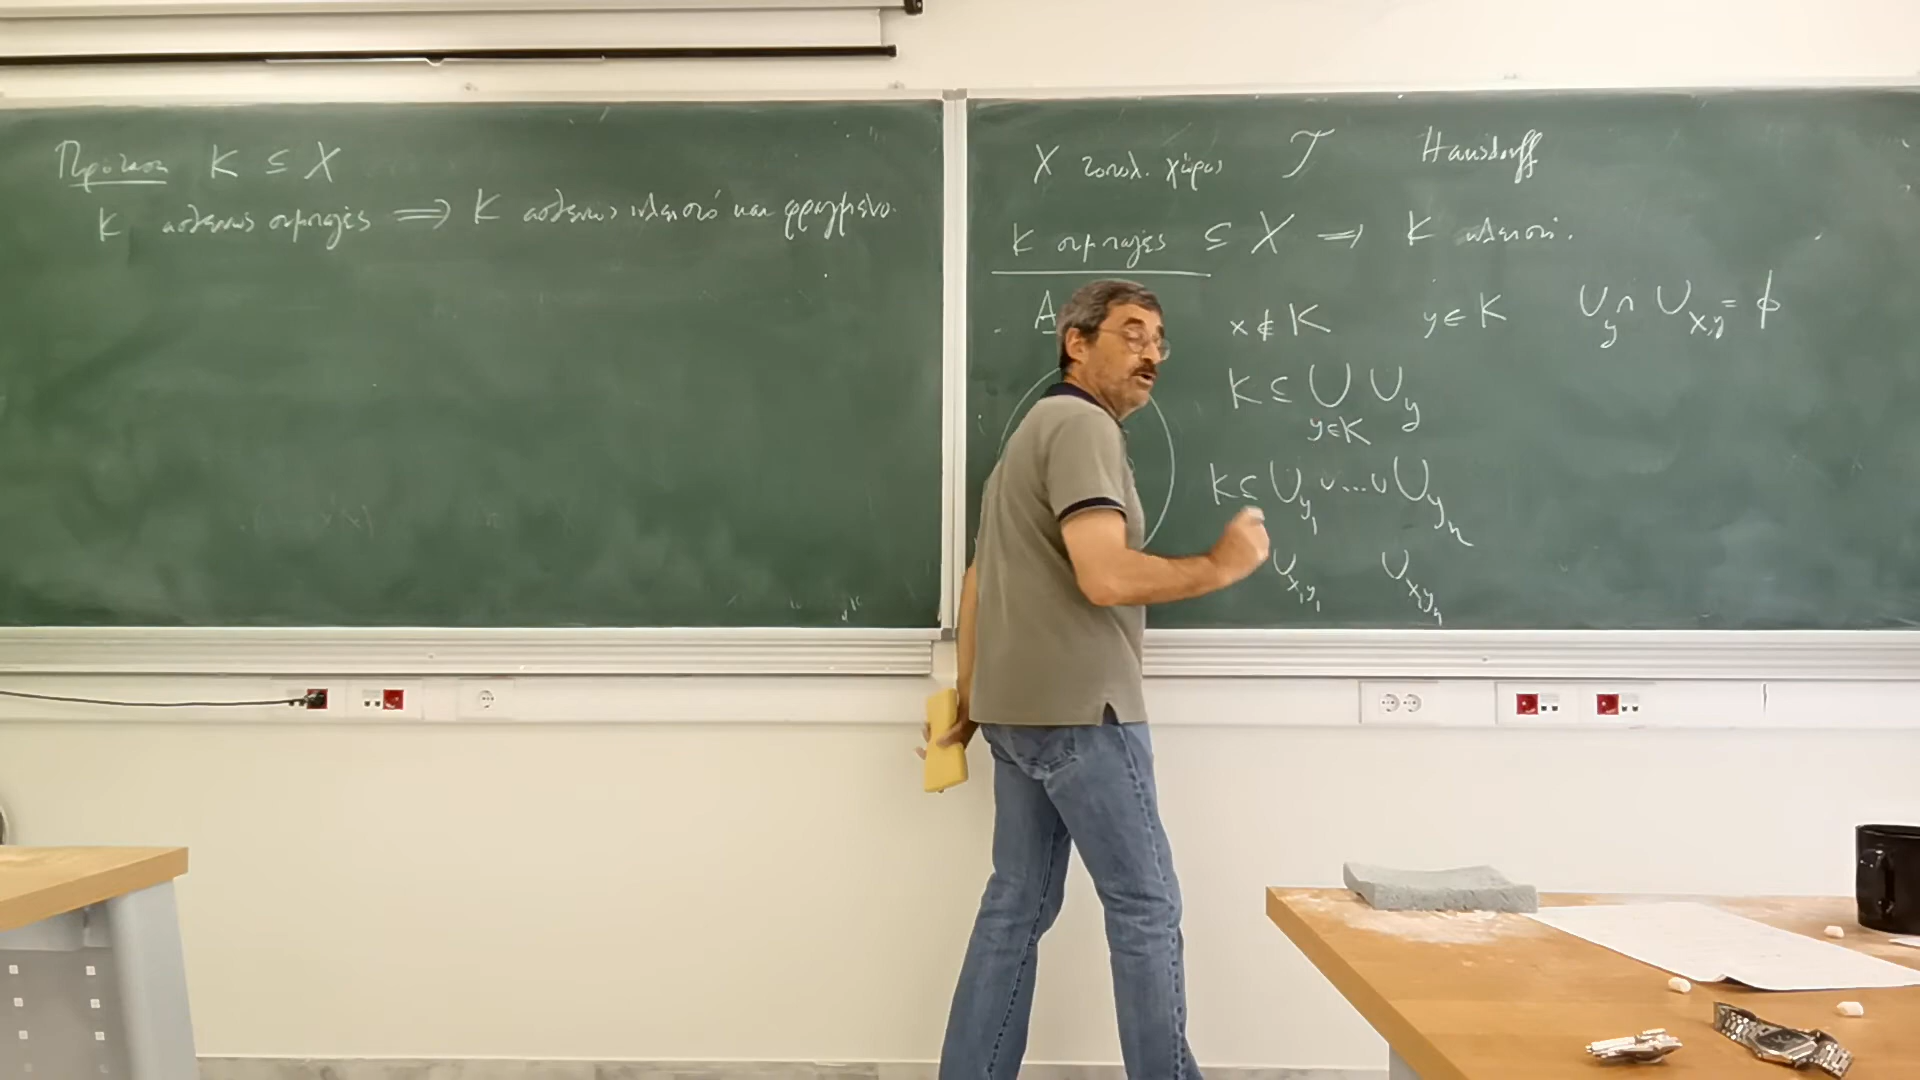 Πρόταση K ⊆ X
K ασθενώς συμπαγές ⟹ K ασθενώς κλειστό και φραγμένο.
X τοπολ. χώρος 𝒯 Hausdorff
K συμπαγές ⊆ X ⟹ K κλειστό.
A
x ∉ K y ∈ K U_y ∩ U_{x,y} = ϕ
K ⊆ ⋃_{y∈K} U_y
K ⊆ U_{y_1} ∪ ... ∪ U_{y_n}
U_{x,y_1} U_{x,y_n}